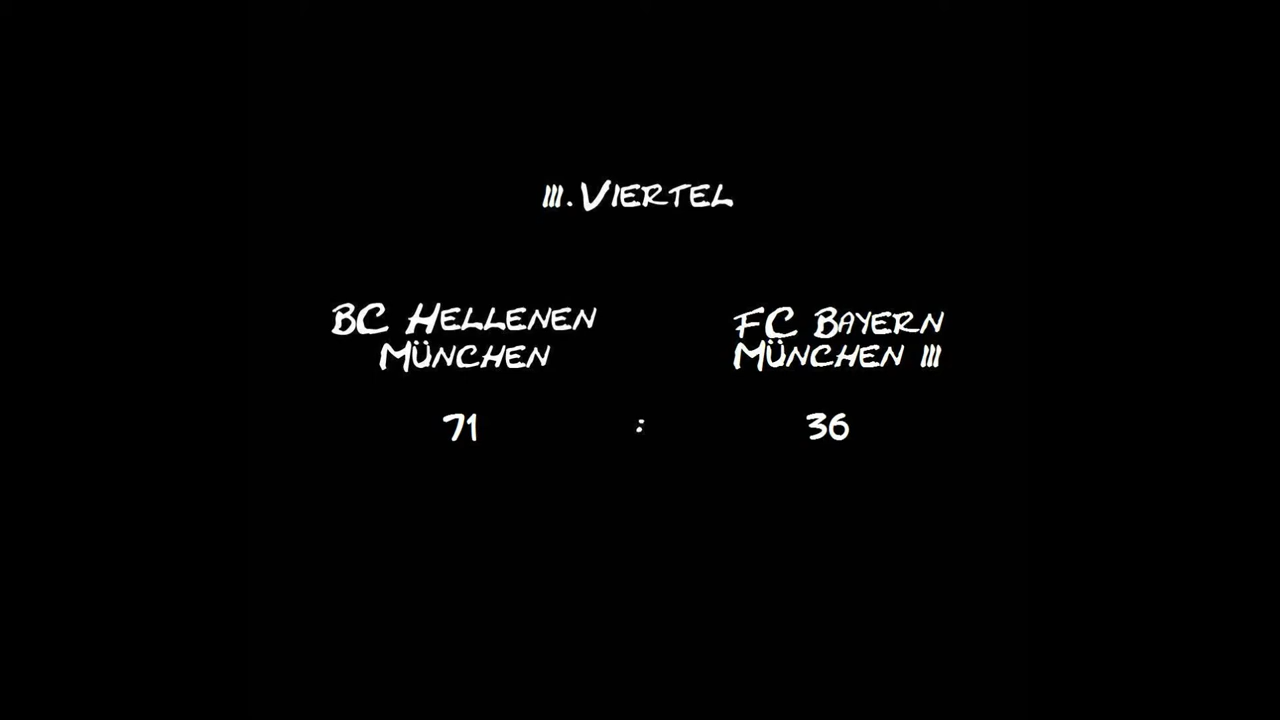 III. Viertel
BC Hellenen
München
FC Bayern
München III
71 : 36